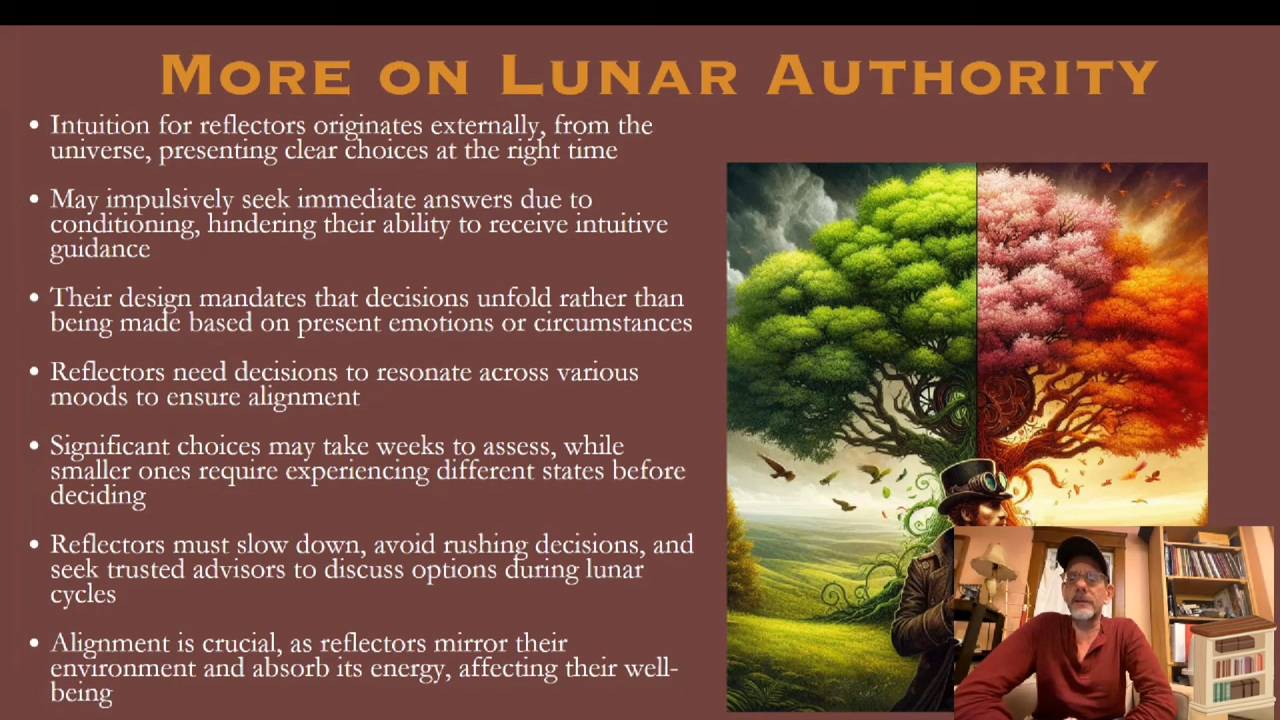 MORE ON LUNAR AUTHORITY
• Intuition for reflectors originates externally, from the
universe, presenting clear choices at the right time
• May impulsively seek immediate answers due to
conditioning, hindering their ability to receive intuitive
guidance
• Their design mandates that decisions unfold rather than
being made based on present emotions or circumstances
• Reflectors need decisions to resonate across various
moods to ensure alignment
• Significant choices may take weeks to assess, while
smaller ones require experiencing different states before
deciding
• Reflectors must slow down, avoid rushing decisions, and
seek trusted advisors to discuss options during lunar
cycles
• Alignment is crucial, as reflectors mirror their
environment and absorb its energy, affecting their well-
being